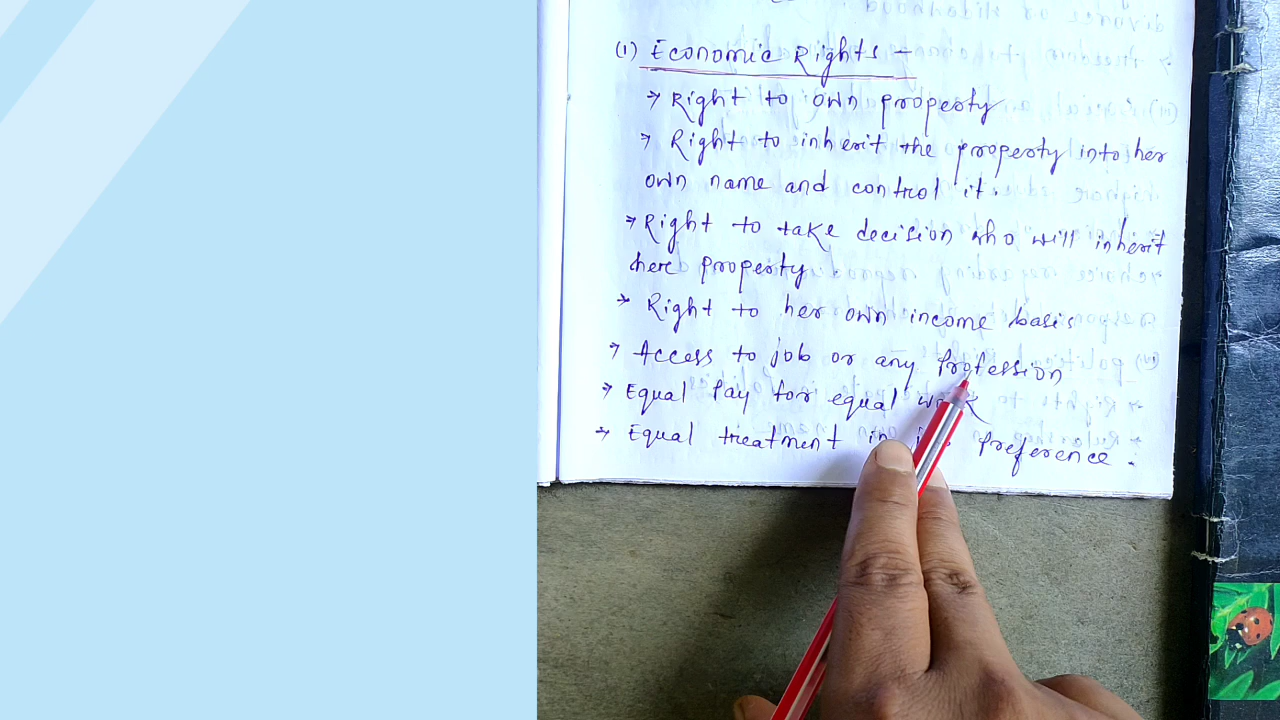 (1) Economic Rights -
→ Right to own property
→ Right to inherit the property into her
own name and control it.
→ Right to take decision who will inherit
here property
→ Right to her own income basis
→ Access to job or any Profession
→ Equal Pay for equal work
→ Equal treatment in preference.